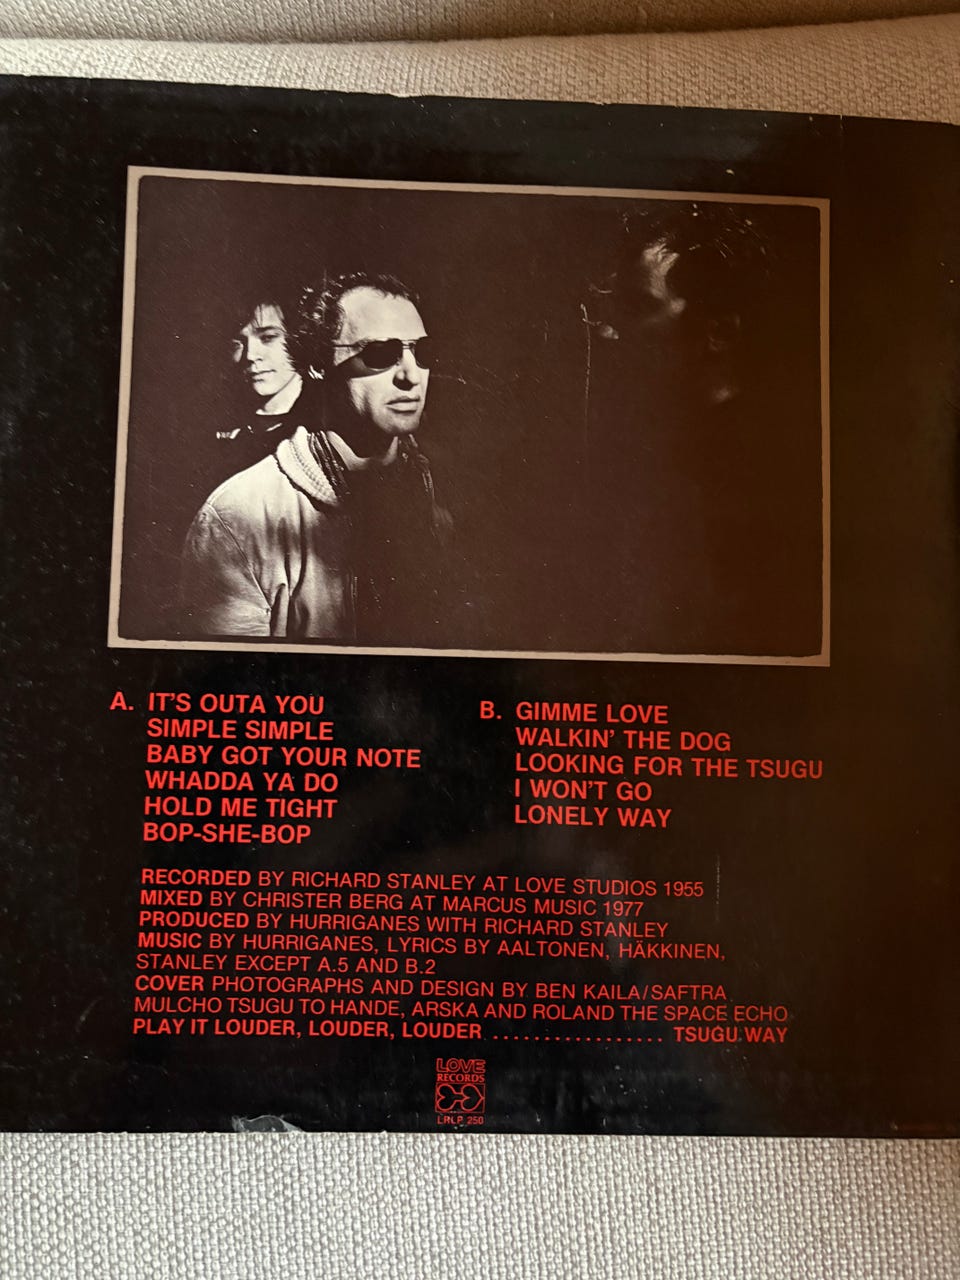 A. IT'S OUTA YOU
SIMPLE SIMPLE
BABY GOT YOUR NOTE
WHADDA YA DO
HOLD ME TIGHT
BOP-SHE-BOP
B. GIMME LOVE
WALKIN' THE DOG
LOOKING FOR THE TSUGU
I WON'T GO
LONELY WAY
RECORDED BY RICHARD STANLEY AT LOVE STUDIOS 1955
MIXED BY CHRISTER BERG AT MARCUS MUSIC 1977
PRODUCED BY HURRIGANES WITH RICHARD STANLEY
MUSIC BY HURRIGANES, LYRICS BY AALTONEN, HÄKKINEN,
STANLEY EXCEPT A.5 AND B.2
COVER PHOTOGRAPHS AND DESIGN BY BEN KAILA/SAFTRA
MULCHO TSUGU TO HANDE, ARSKA AND ROLAND THE SPACE ECHO
PLAY IT LOUDER, LOUDER, LOUDER ................. TSUGU WAY
LOVE
RECORDS
LRLP 250